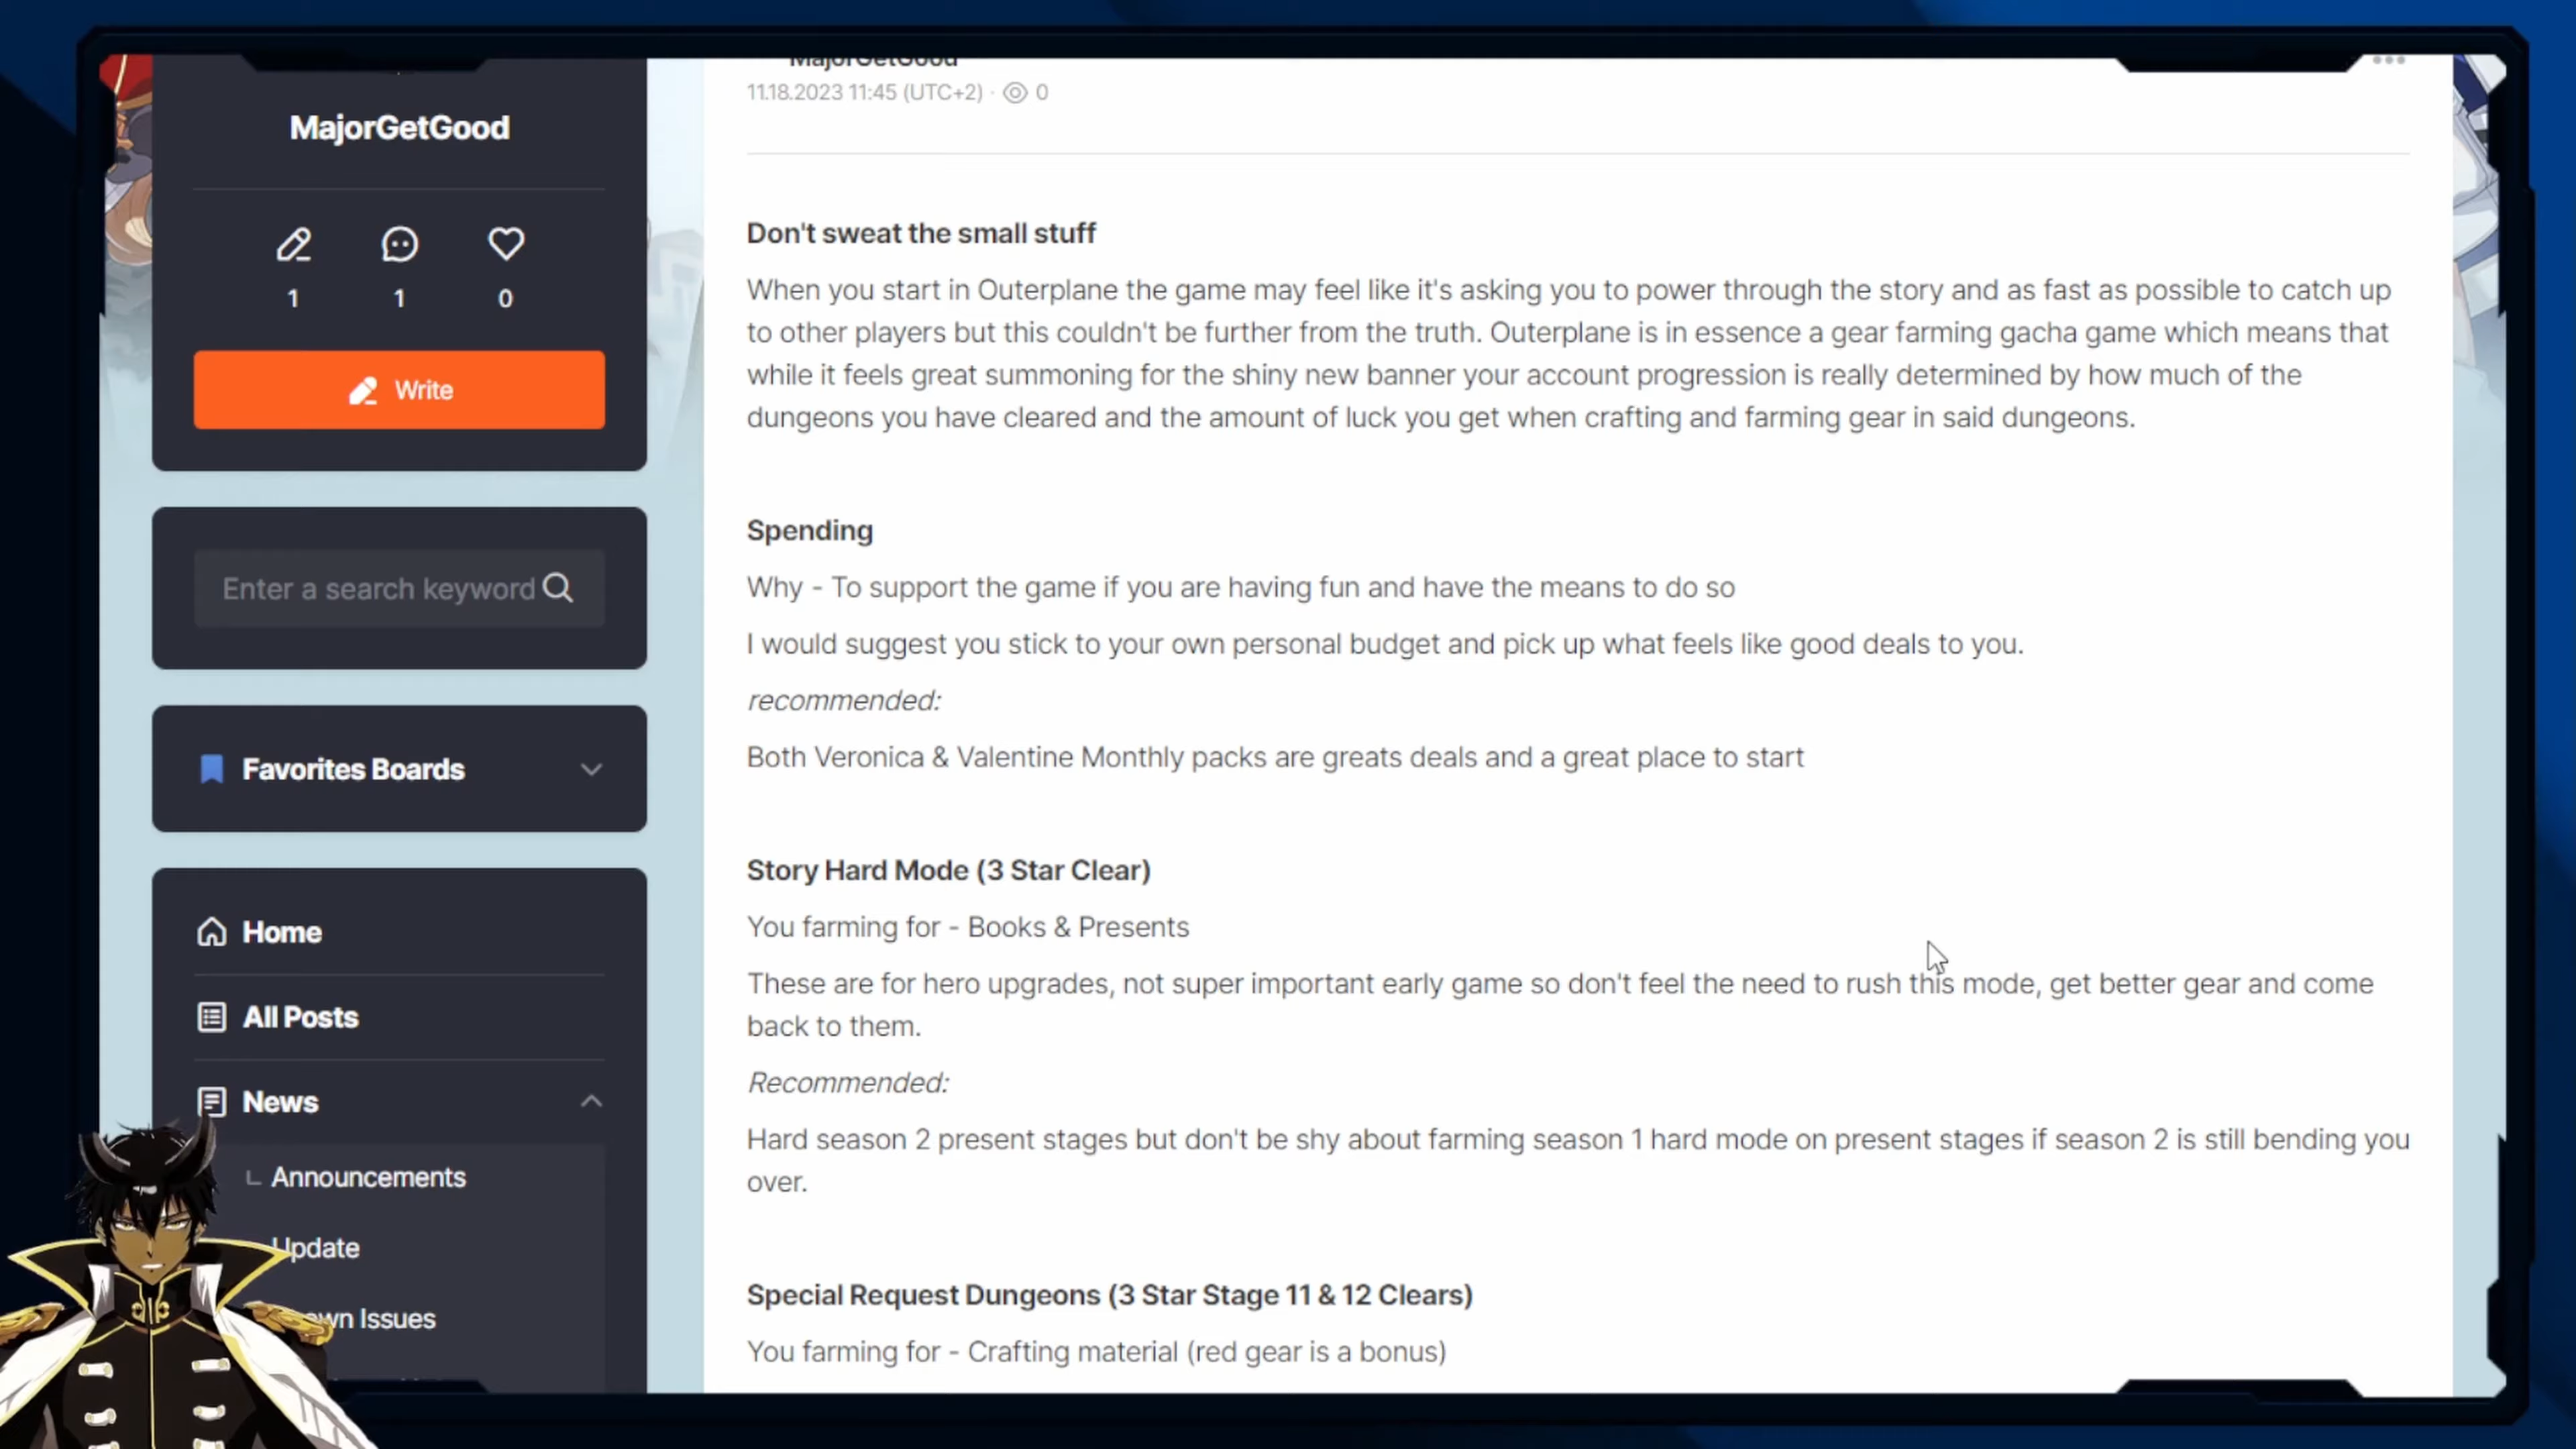 MajorGetGood
1
1
0
Write
Enter a search keyword
Favorites Boards
Home
All Posts
News
Announcements
Update
wn Issues
MajorGetGood
11.18.2023 11:45 (UTC+2) · 0
Don't sweat the small stuff
When you start in Outerplane the game may feel like it's asking you to power through the story and as fast as possible to catch up
to other players but this couldn't be further from the truth. Outerplane is in essence a gear farming gacha game which means that
while it feels great summoning for the shiny new banner your account progression is really determined by how much of the
dungeons you have cleared and the amount of luck you get when crafting and farming gear in said dungeons.
Spending
Why - To support the game if you are having fun and have the means to do so
I would suggest you stick to your own personal budget and pick up what feels like good deals to you.
recommended:
Both Veronica & Valentine Monthly packs are greats deals and a great place to start
Story Hard Mode (3 Star Clear)
You farming for - Books & Presents
These are for hero upgrades, not super important early game so don't feel the need to rush this mode, get better gear and come
back to them.
Recommended:
Hard season 2 present stages but don't be shy about farming season 1 hard mode on present stages if season 2 is still bending you
over.
Special Request Dungeons (3 Star Stage 11 & 12 Clears)
You farming for - Crafting material (red gear is a bonus)